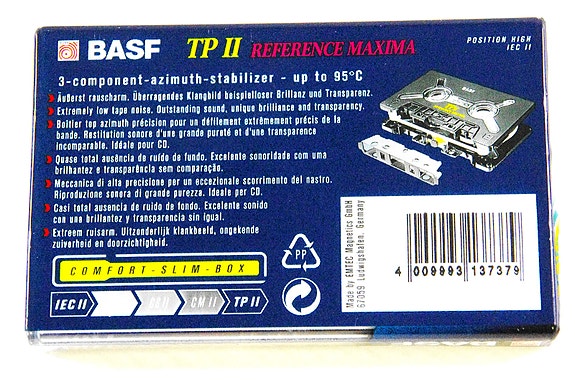 BASF TP II REFERENCE MAXIMA
POSITION HIGH
IEC II
3-component-azimuth-stabilizer - up to 95°C
Äußerst rauscharm. Überragendes Klangbild beispielloser Brillanz und Transparenz.
Extremely low tape noise. Outstanding sound, unique brilliance and transparency.
Boîtier top azimuth précision pour un défilement extrêmement précis de la
bande. Restitution sonore d'une grande pureté et d'une transparence
incomparable. Idéale pour CD.
Quase total ausência de ruído de fundo. Excelente sonoridade com uma
brilhantez e transparência sem comparação.
Meccanica di alta precisione per un eccezionale scorrimento del nastro.
Riproduzione sonora di grande purezza. Ideale per CD.
Casi total ausencia de ruído de fondo. Excelente sonido
con una brillantez y transparencia sin igual.
Extreem ruisarm. Uitzonderlijk klankbeeld, ongekende
zuiverheid en doorzichtigheid.
BASF
COMFORT-SLIM-BOX
IEC II
CM II
TP II
PP
Made by EMTEC Magnetics GmbH
67059 Ludwigshafen, Germany
4 009993 137379